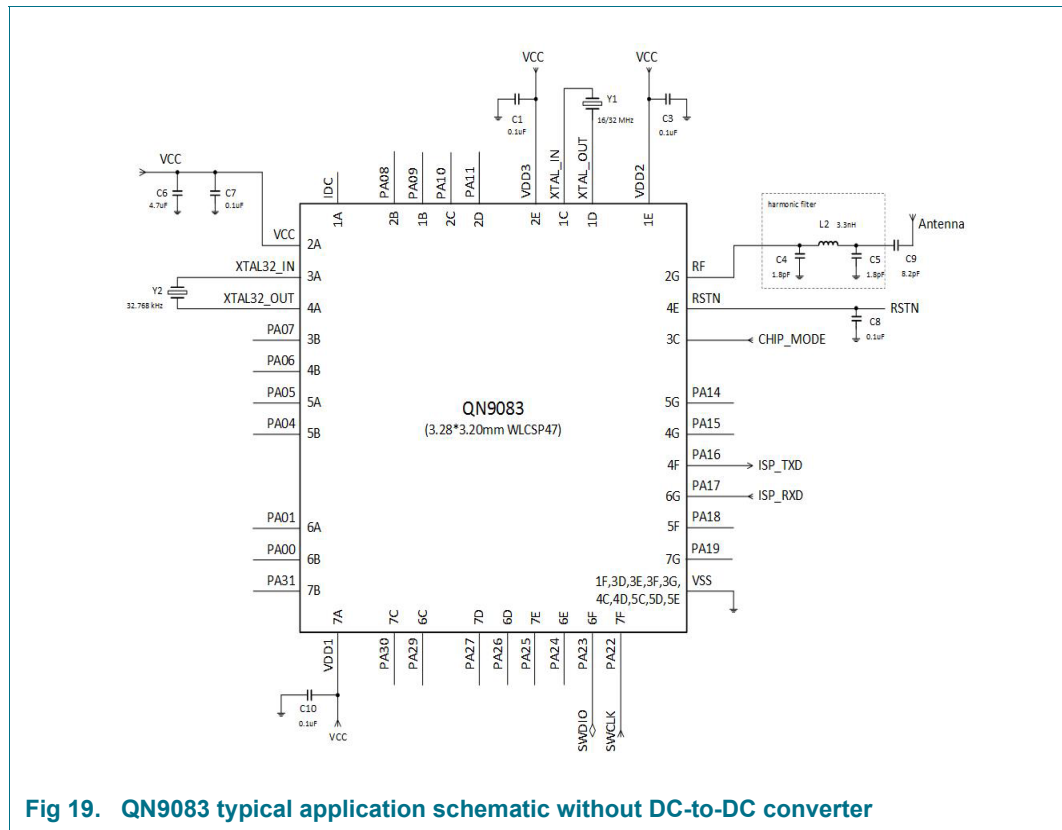 VCC
VCC
C1
0.1uF
Y1
16/32 MHz
C3
0.1uF
VCC
C6
4.7uF
C7
0.1uF
IDC
PA08
PA09
PA10
PA11
VDD3
XTAL_IN
XTAL_OUT
VDD2
1A
2B
1B
2C
2D
2E
1C
1D
1E
harmonic filter
L2 3.3nH
Antenna
C4
1.8pF
C5
1.8pF
C9
8.2pF
VCC
2A
XTAL32_IN
3A
Y2
32.768 kHz
XTAL32_OUT
4A
PA07
3B
PA06
4B
PA05
5A
PA04
5B
PA01
6A
PA00
6B
PA31
7B
QN9083
(3.28*3.20mm WLCSP47)
2G
RF
4E
RSTN
RSTN
C8
0.1uF
3C
CHIP_MODE
5G
PA14
4G
PA15
4F
PA16
ISP_TXD
6G
PA17
ISP_RXD
5F
PA18
7G
PA19
1F,3D,3E,3F,3G,
4C,4D,5C,5D,5E
VSS
7A
7C
6C
7D
6D
7E
6E
6F
7F
VDD1
PA30
PA29
PA27
PA26
PA25
PA24
PA23
PA22
C10
0.1uF
VCC
SWDIO
SWCLK
Fig 19. QN9083 typical application schematic without DC-to-DC converter